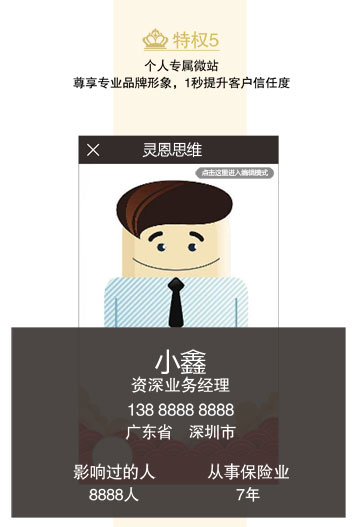 特权5
个人专属微站
尊享专业品牌形象，1秒提升客户信任度
灵恩思维
点击这里进入编辑模式
小鑫
资深业务经理
138 8888 8888
广东省 深圳市
影响过的人 从事保险业
8888人 7年